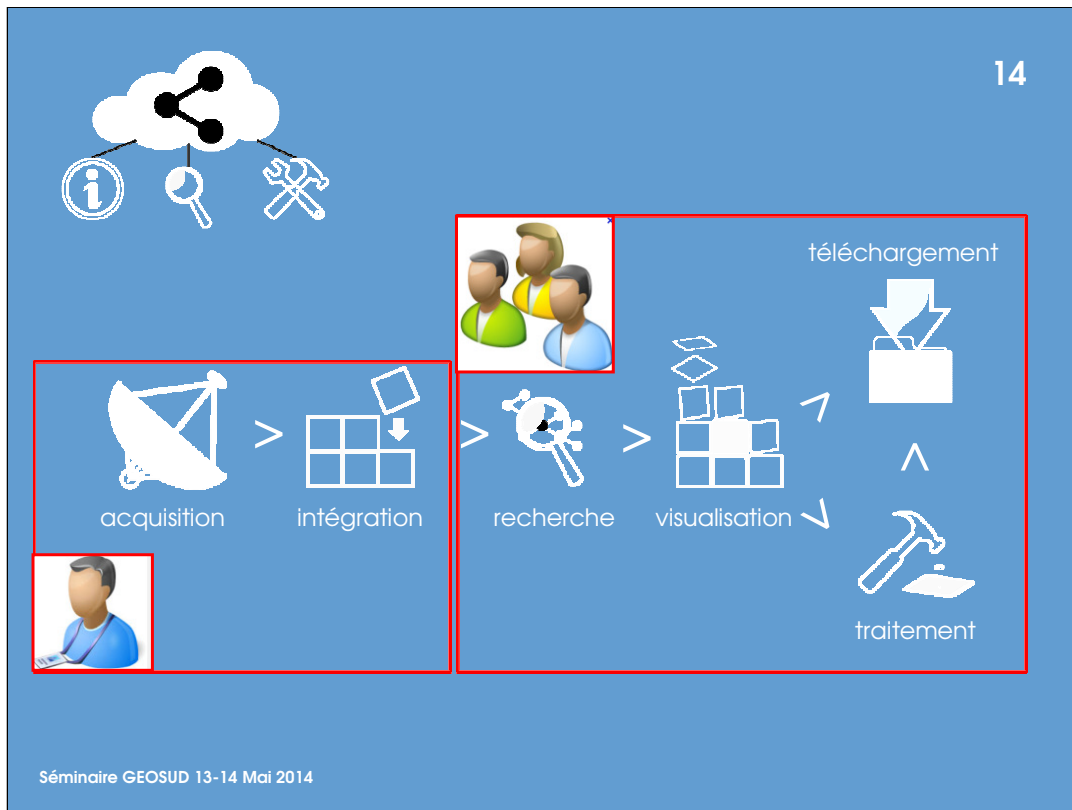 14
téléchargement
> > > > >
acquisition intégration recherche visualisation >
>
traitement
Séminaire GEOSUD 13-14 Mai 2014